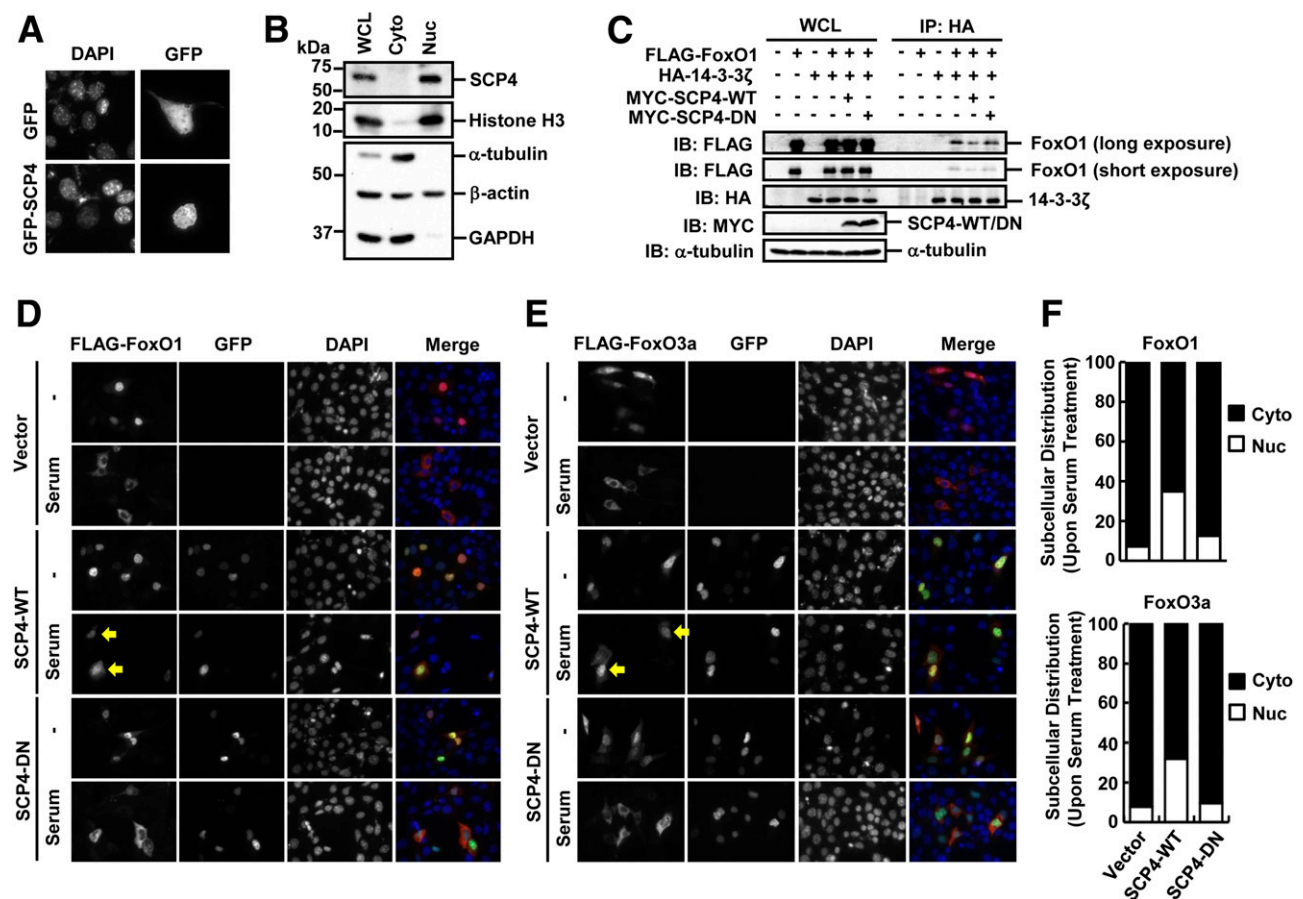 A
DAPI GFP
GFP
GFP-SCP4
B
kDa WCL Cyto Nuc
75
50
SCP4
20
10
Histone H3
α-tubulin
50
β-actin
37
GAPDH
C
WCL IP: HA
FLAG-FoxO1 - + - + + + - + - + + +
HA-14-3-3ζ - - + + + + - - + + + +
MYC-SCP4-WT - - - - + - - - - - + -
MYC-SCP4-DN - - - - - + - - - - - +
IB: FLAG FoxO1 (long exposure)
IB: FLAG FoxO1 (short exposure)
IB: HA 14-3-3ζ
IB: MYC SCP4-WT/DN
IB: α-tubulin α-tubulin
D
FLAG-FoxO1 GFP DAPI Merge
Vector
-
Serum
SCP4-WT
-
Serum
SCP4-DN
-
Serum
E
FLAG-FoxO3a GFP DAPI Merge
Vector
-
Serum
SCP4-WT
-
Serum
SCP4-DN
-
Serum
F
FoxO1
Subcellular Distribution
(Upon Serum Treatment)
100
80
60
40
20
0
Cyto
Nuc
FoxO3a
Subcellular Distribution
(Upon Serum Treatment)
100
80
60
40
20
0
Cyto
Nuc
Vector
SCP4-WT
SCP4-DN